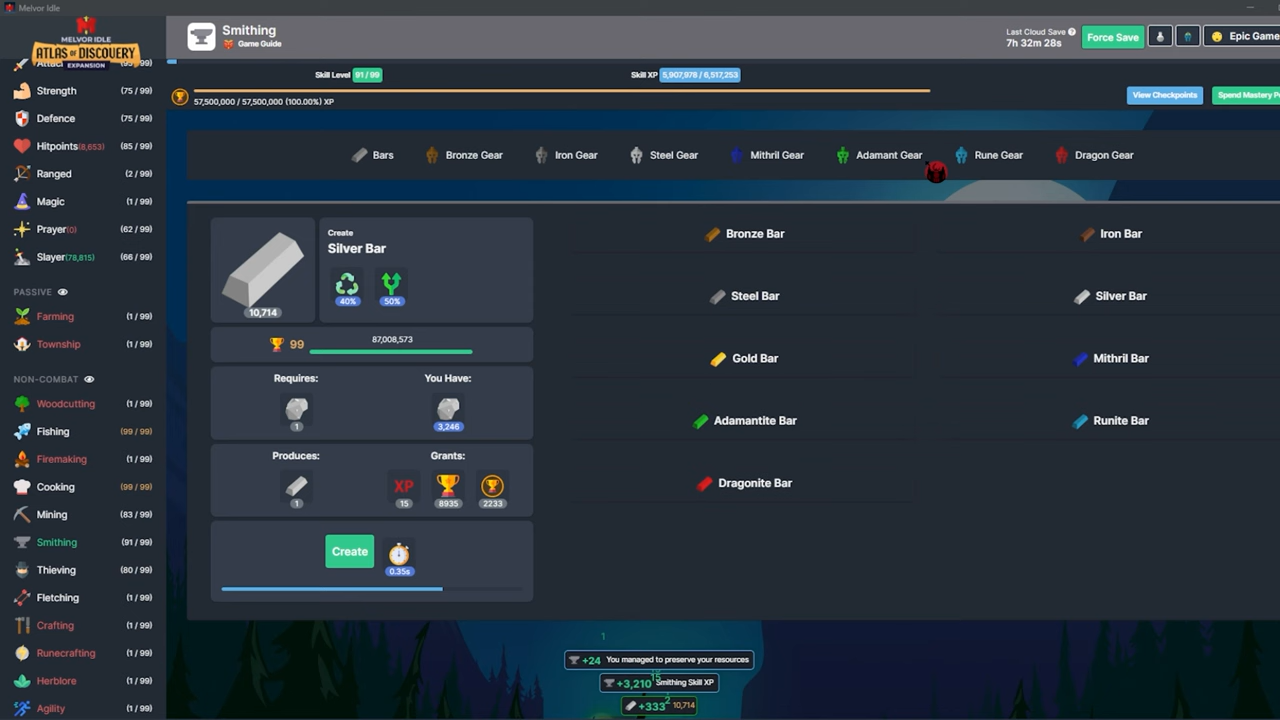 Melvor Idle
MELVOR IDLE
ATLAS OF DISCOVERY
EXPANSION
Smithing
Game Guide
Last Cloud Save
7h 32m 28s
Force Save
Epic Game
Skill Level 91 / 99
Skill XP 5,907,978 / 6,517,253
57,500,000 / 57,500,000 (100.00%) XP
View Checkpoints
Spend Mastery P
Strength (75 / 99)
Defence (75 / 99)
Hitpoints(8,653) (85 / 99)
Ranged (2 / 99)
Magic (1 / 99)
Prayer(0) (62 / 99)
Slayer(78,815) (66 / 99)
PASSIVE
Farming (1 / 99)
Township (1 / 99)
NON-COMBAT
Woodcutting (1 / 99)
Fishing (99 / 99)
Firemaking (1 / 99)
Cooking (99 / 99)
Mining (83 / 99)
Smithing (91 / 99)
Thieving (80 / 99)
Fletching (1 / 99)
Crafting (1 / 99)
Runecrafting (1 / 99)
Herblore (1 / 99)
Agility (1 / 99)
Bars
Bronze Gear
Iron Gear
Steel Gear
Mithril Gear
Adamant Gear
Rune Gear
Dragon Gear
Create
Silver Bar
40%
50%
10,714
99
87,008,573
Requires:
You Have:
1
3,246
Produces:
Grants:
XP
1
15
8935
2233
Create
0.35s
Bronze Bar
Iron Bar
Steel Bar
Silver Bar
Gold Bar
Mithril Bar
Adamantite Bar
Runite Bar
Dragonite Bar
1
+24 You managed to preserve your resources
15
+3,210 Smithing Skill XP
2
+333 10,714